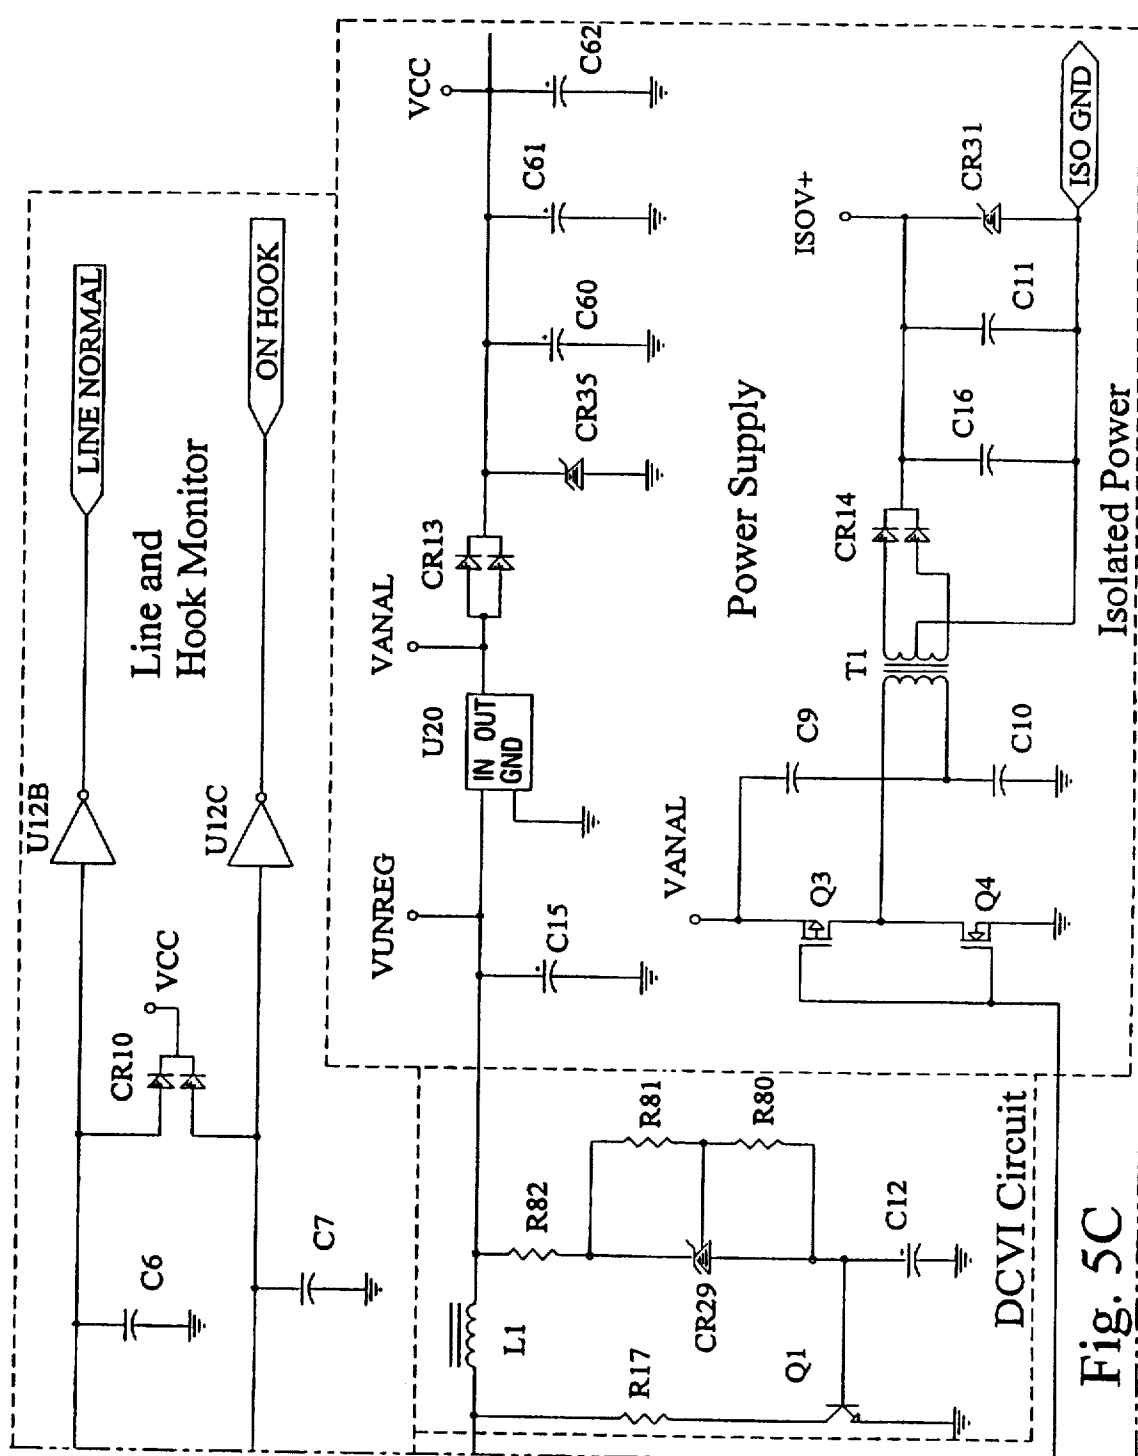 LINE NORMAL
ON HOOK
Line and
Hook Monitor
U12B
U12C
VCC
CR10
C6
C7
VCC
C62
C61
C60
CR35
CR13
VANAL
U20
IN OUT
GND
VUNREG
C15
Power Supply
ISO GND
CR31
ISOV+
C11
C16
CR14
T1
C9
C10
VANAL
Q3
Q4
Isolated Power
L1
R82
R81
R80
CR29
R17
Q1
C12
DCVI Circuit
Fig. 5C